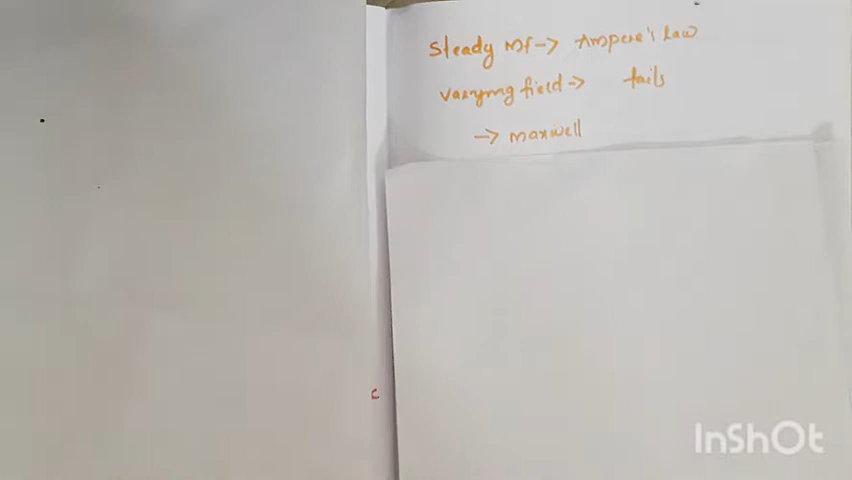 Steady Mf -> Ampere's Law
varying field -> fails
-> maxwell
c
InShOt